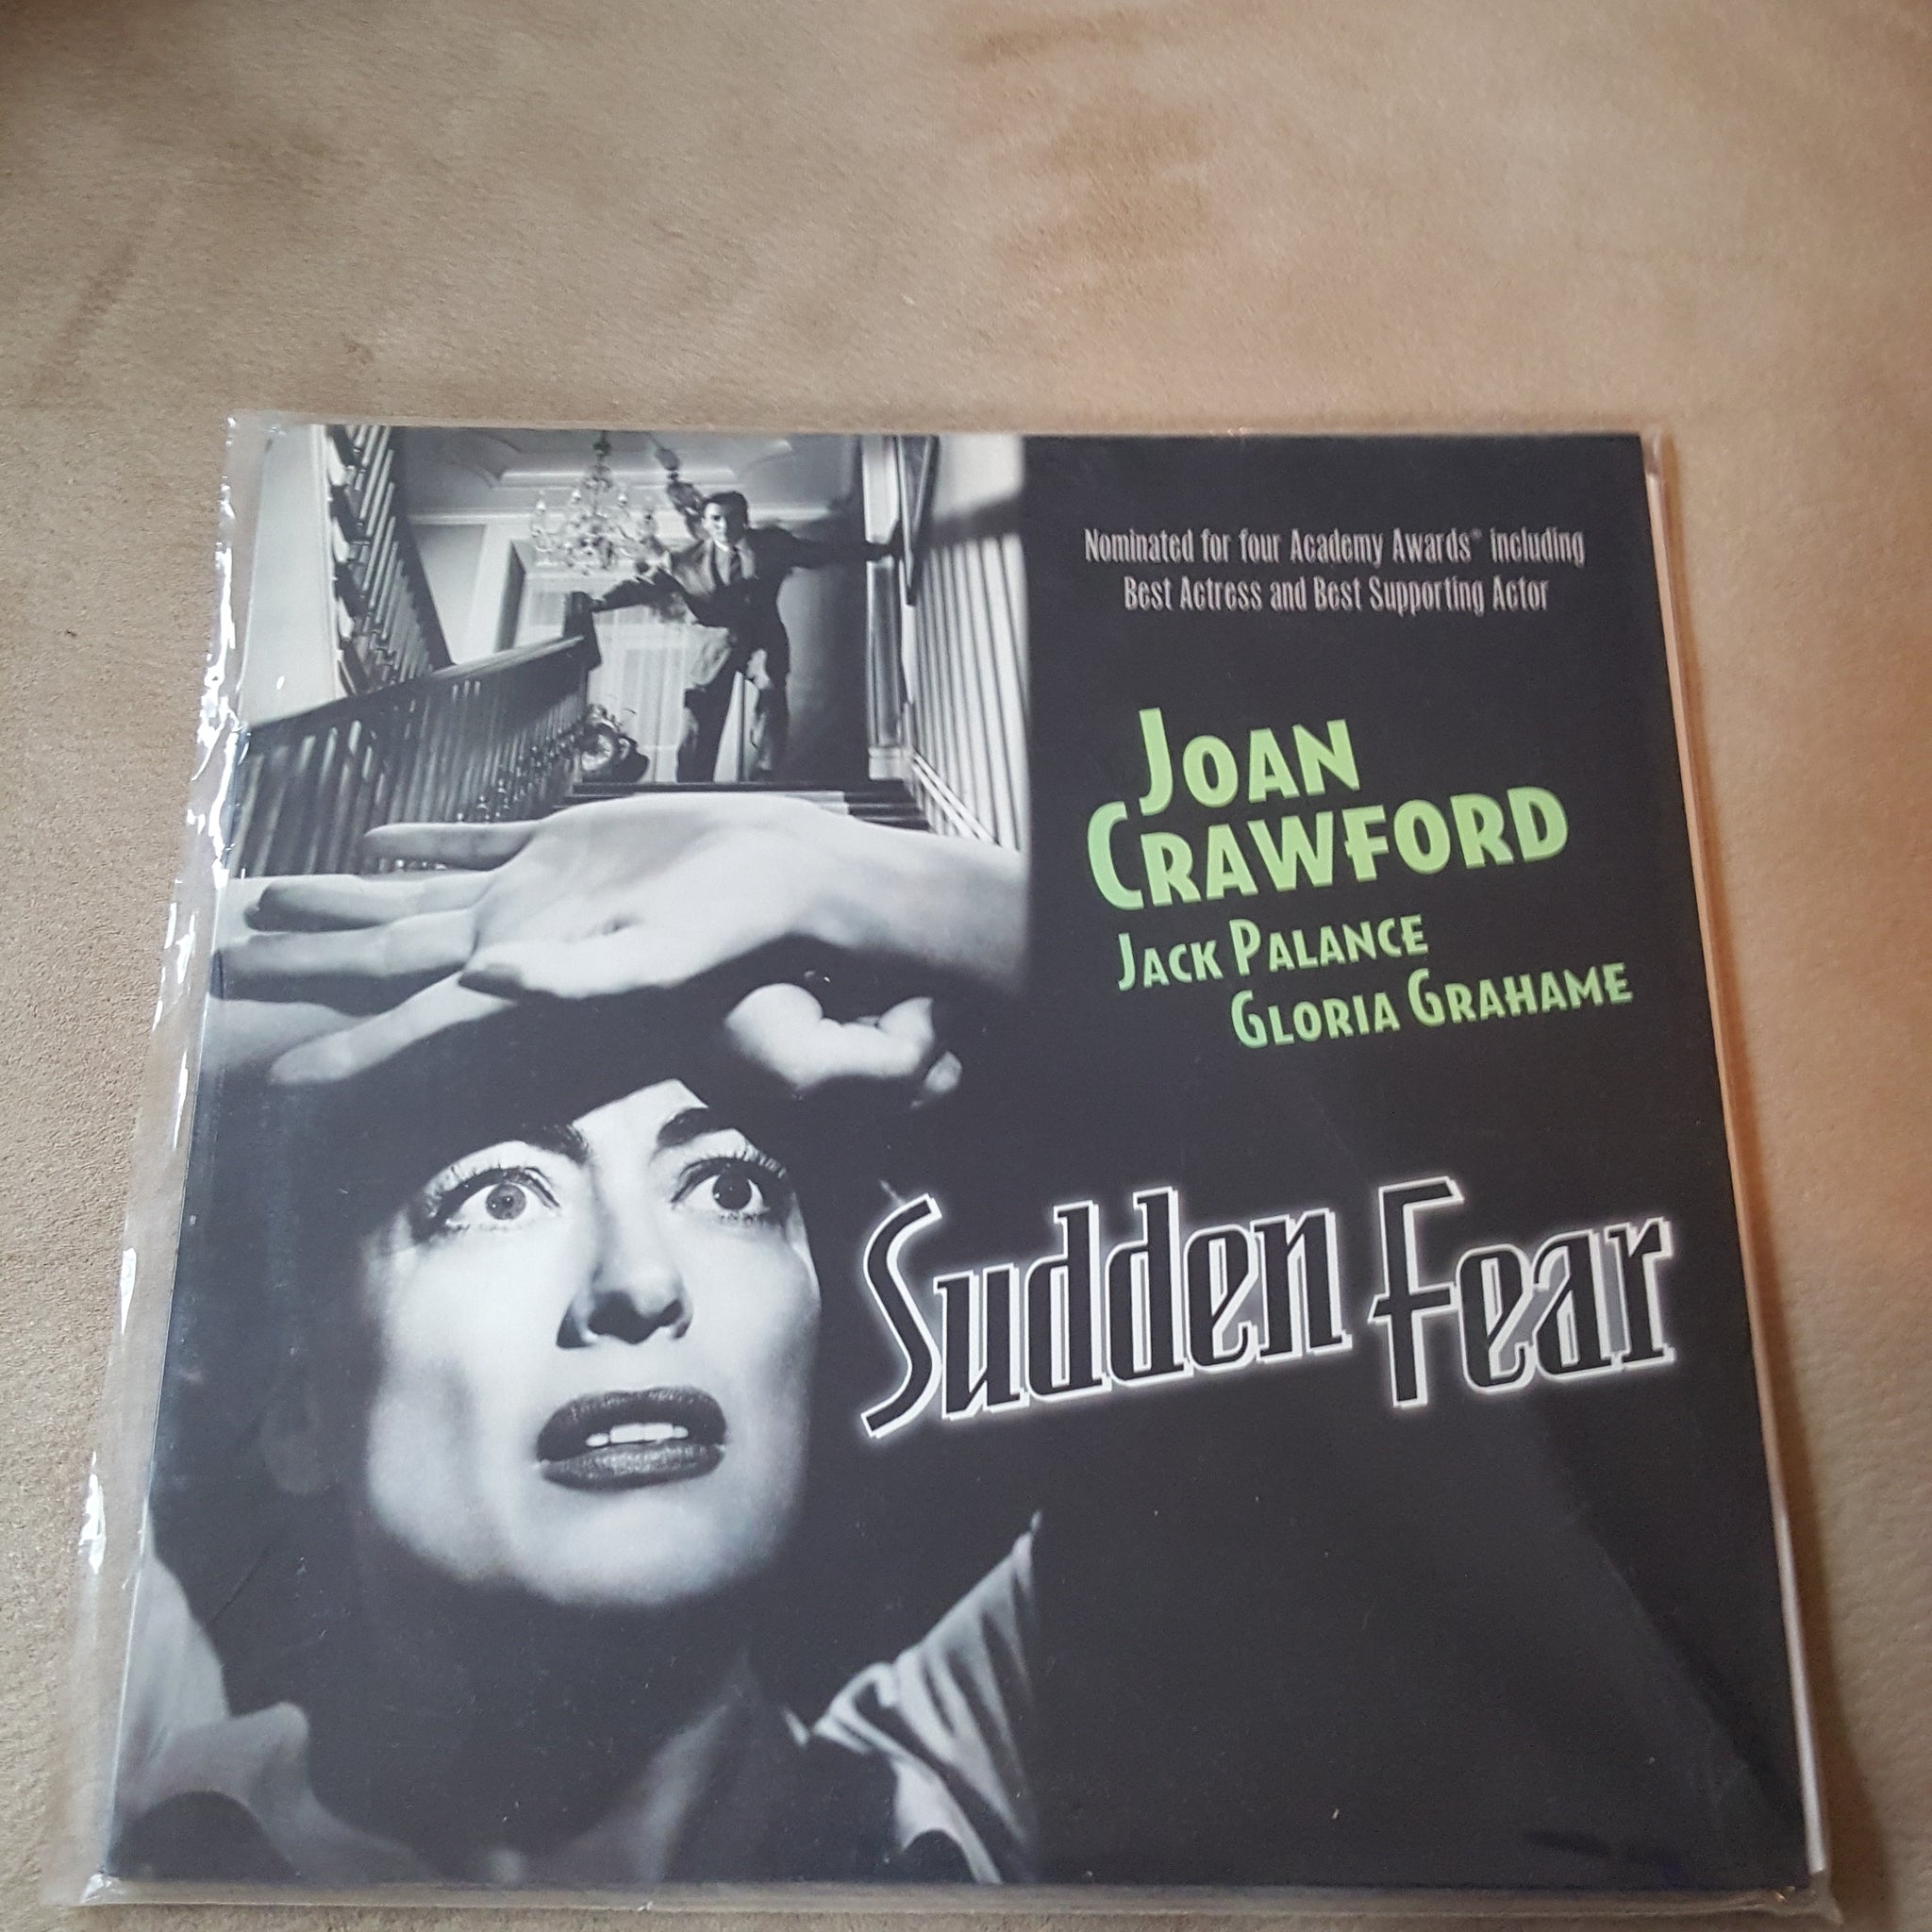 Nominated for four Academy Awards® including
Best Actress and Best Supporting Actor
JOAN
CRAWFORD
JACK PALANCE
GLORIA GRAHAME
Sudden Fear